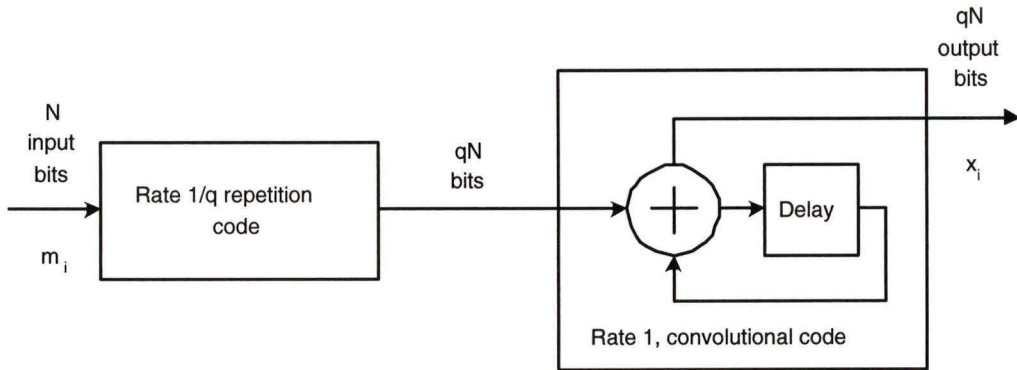 N
input
bits
m i
Rate 1/q repetition
code
qN
bits
Delay
Rate 1, convolutional code
qN
output
bits
x i